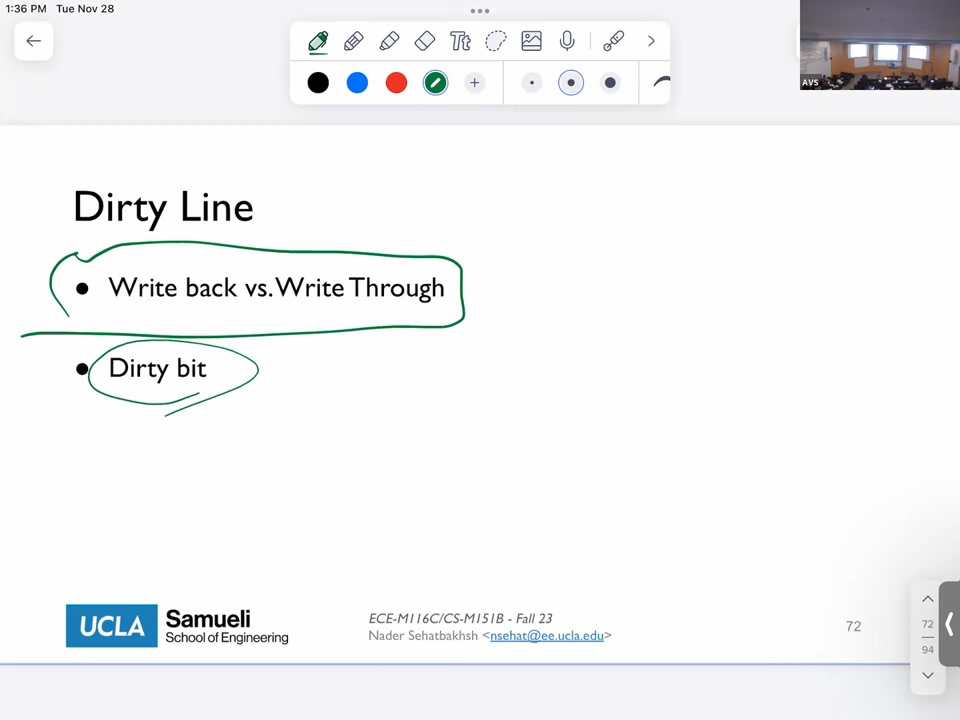 1:36 PM Tue Nov 28
Tt
AVS
Dirty Line
● Write back vs. Write Through
● Dirty bit
UCLA Samueli
School of Engineering
ECE-M116C/CS-M151B - Fall 23
Nader Sehatbakhsh <nsehat@ee.ucla.edu>
72
72
94